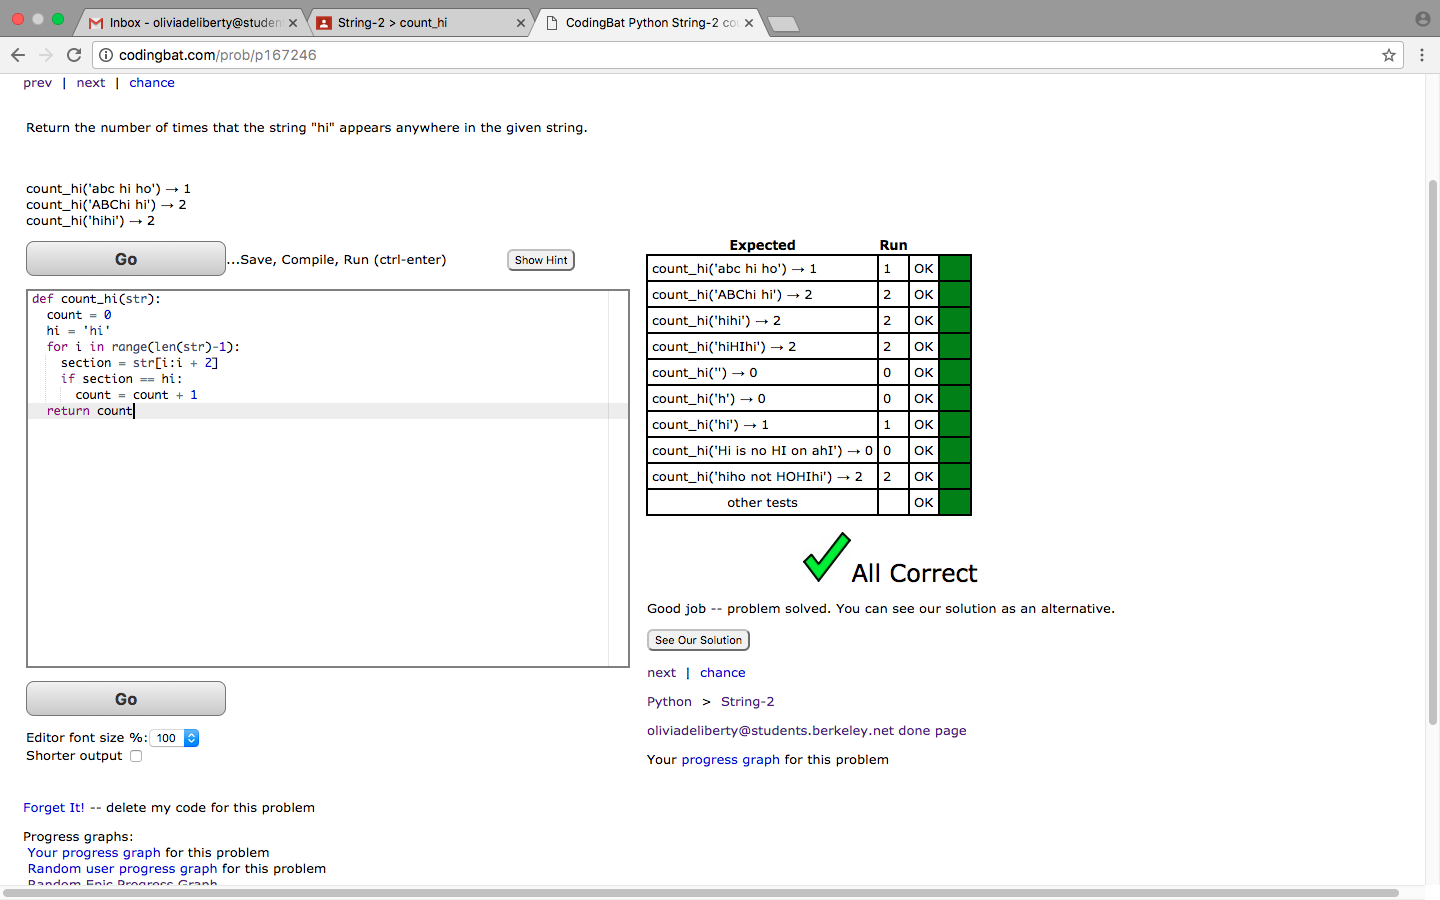 Inbox - oliviadeliberty@studen
String-2 > count_hi
CodingBat Python String-2 co
codingbat.com/prob/p167246
prev | next | chance
Return the number of times that the string "hi" appears anywhere in the given string.
count_hi('abc hi ho') → 1
count_hi('ABChi hi') → 2
count_hi('hihi') → 2
Go ...Save, Compile, Run (ctrl-enter) Show Hint
def count_hi(str):
  count = 0
  hi = 'hi'
  for i in range(len(str)-1):
    section = str[i:i + 2]
    if section == hi:
      count = count + 1
  return count
Go
Editor font size %: 100
Shorter output
Forget It! -- delete my code for this problem
Progress graphs:
Your progress graph for this problem
Random user progress graph for this problem
Random Epic Progress Graph
Expected Run
count_hi('abc hi ho') → 1 1 OK
count_hi('ABChi hi') → 2 2 OK
count_hi('hihi') → 2 2 OK
count_hi('hiHIhi') → 2 2 OK
count_hi('') → 0 0 OK
count_hi('h') → 0 0 OK
count_hi('hi') → 1 1 OK
count_hi('Hi is no HI on ahI') → 0 0 OK
count_hi('hiho not HOHIhi') → 2 2 OK
other tests OK
All Correct
Good job -- problem solved. You can see our solution as an alternative.
See Our Solution
next | chance
Python > String-2
oliviadeliberty@students.berkeley.net done page
Your progress graph for this problem